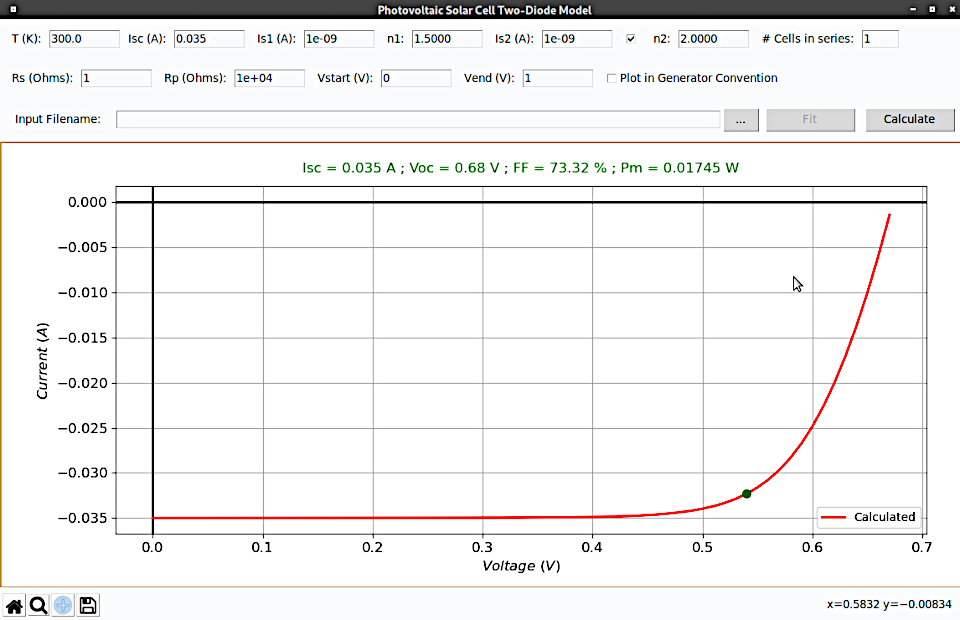 Photovoltaic Solar Cell Two-Diode Model
T (K): 300.0 Isc (A): 0.035 Is1 (A): 1e-09 n1: 1.5000 Is2 (A): 1e-09 n2: 2.0000 # Cells in series: 1
Rs (Ohms): 1 Rp (Ohms): 1e+04 Vstart (V): 0 Vend (V): 1 Plot in Generator Convention
Input Filename: ... Fit Calculate
Isc = 0.035 A ; Voc = 0.68 V ; FF = 73.32 % ; Pm = 0.01745 W
0.000
−0.005
−0.010
−0.015
−0.020
−0.025
−0.030
−0.035
Current (A)
Calculated
0.0 0.1 0.2 0.3 0.4 0.5 0.6 0.7
Voltage (V)
x=0.5832 y=−0.00834